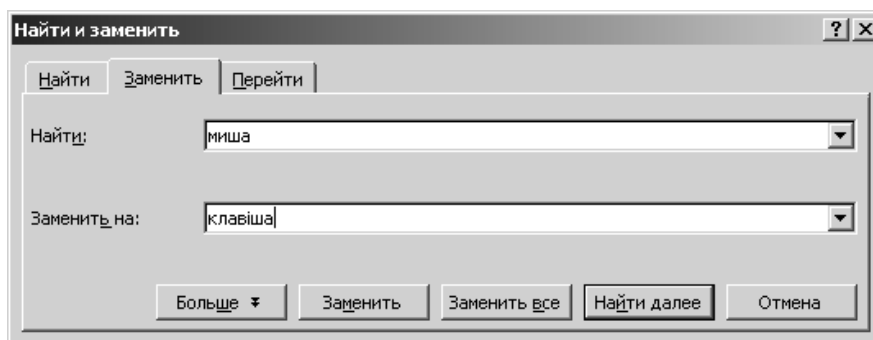 Найти и заменить
Найти Заменить Перейти
Найти: миша
Заменить на: клавіша
Больше Заменить Заменить все Найти далее Отмена